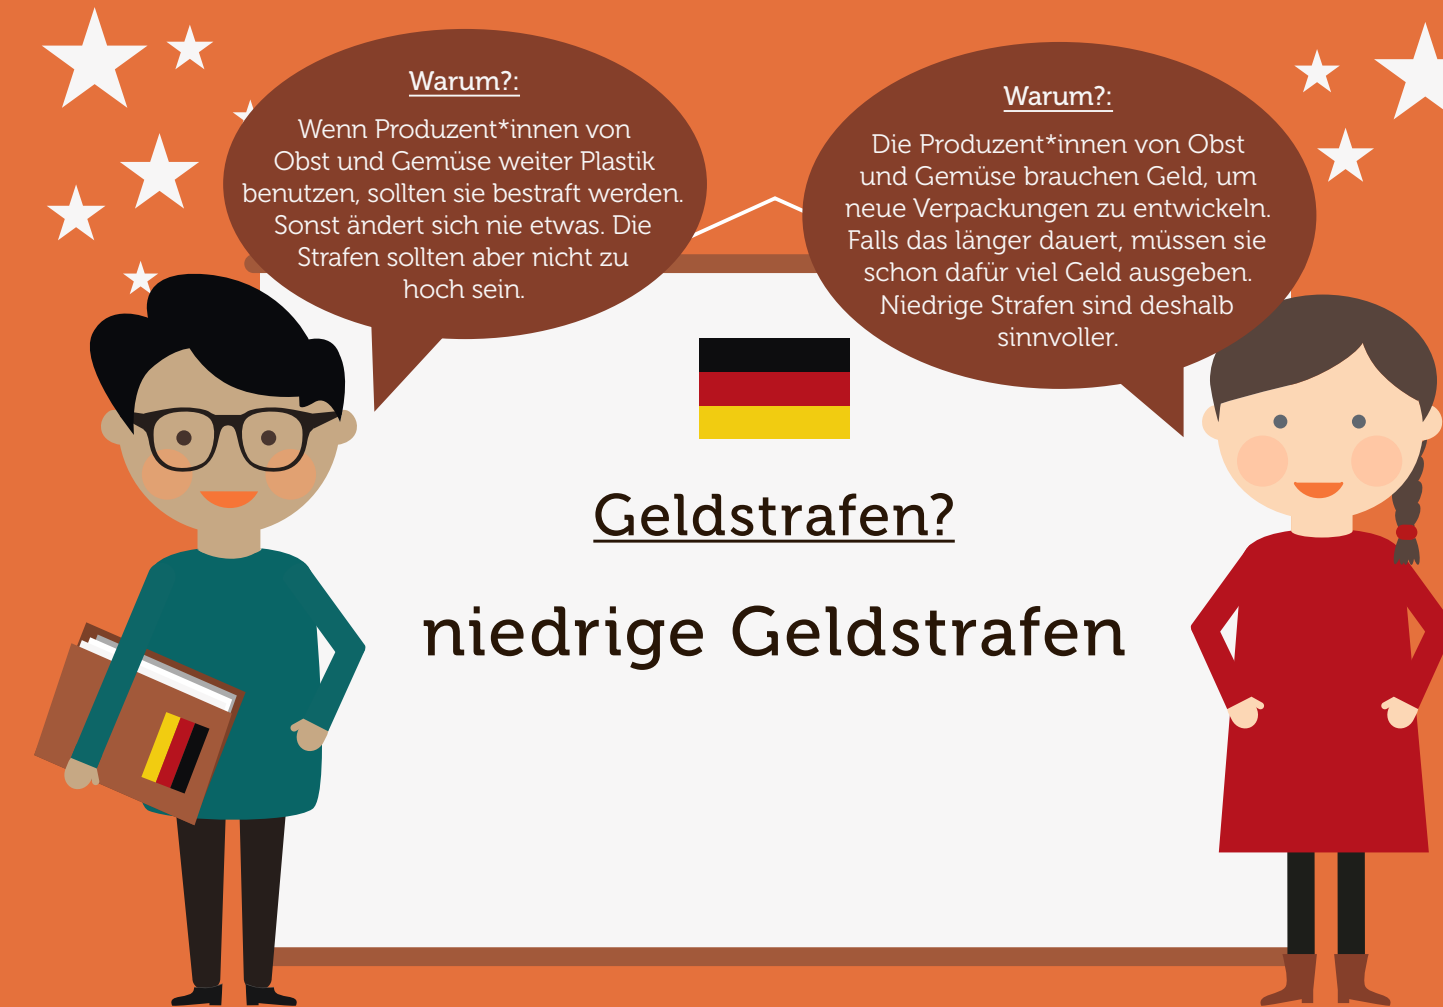 Warum?:
Wenn Produzent*innen von
Obst und Gemüse weiter Plastik
benutzen, sollten sie bestraft werden.
Sonst ändert sich nie etwas. Die
Strafen sollten aber nicht zu
hoch sein.
Warum?:
Die Produzent*innen von Obst
und Gemüse brauchen Geld, um
neue Verpackungen zu entwickeln.
Falls das länger dauert, müssen sie
schon dafür viel Geld ausgeben.
Niedrige Strafen sind deshalb
sinnvoller.
Geldstrafen?
niedrige Geldstrafen